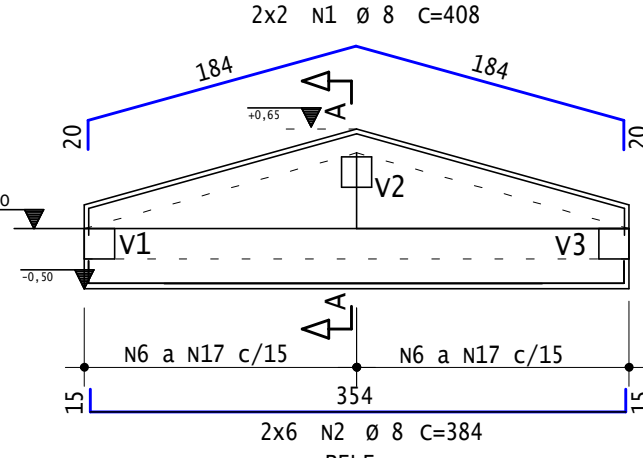 2x2 N1 Ø 8 C=408
184 184
A
+0,65
20 20
V2
0
V1 V3
-0,50
A
N6 a N17 c/15 N6 a N17 c/15
15 354 15
2x6 N2 Ø 8 C=384